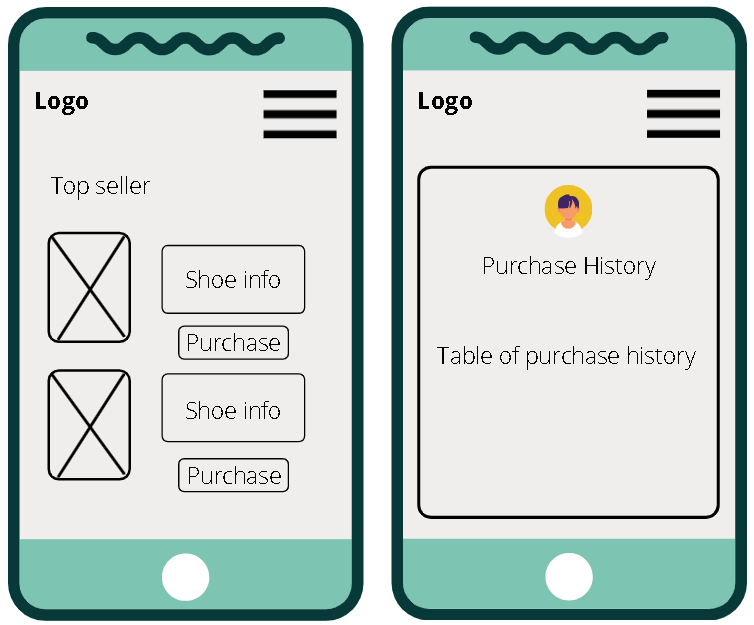 Logo
Top seller
Shoe info
Purchase
Shoe info
Purchase
Logo
Purchase History
Table of purchase history